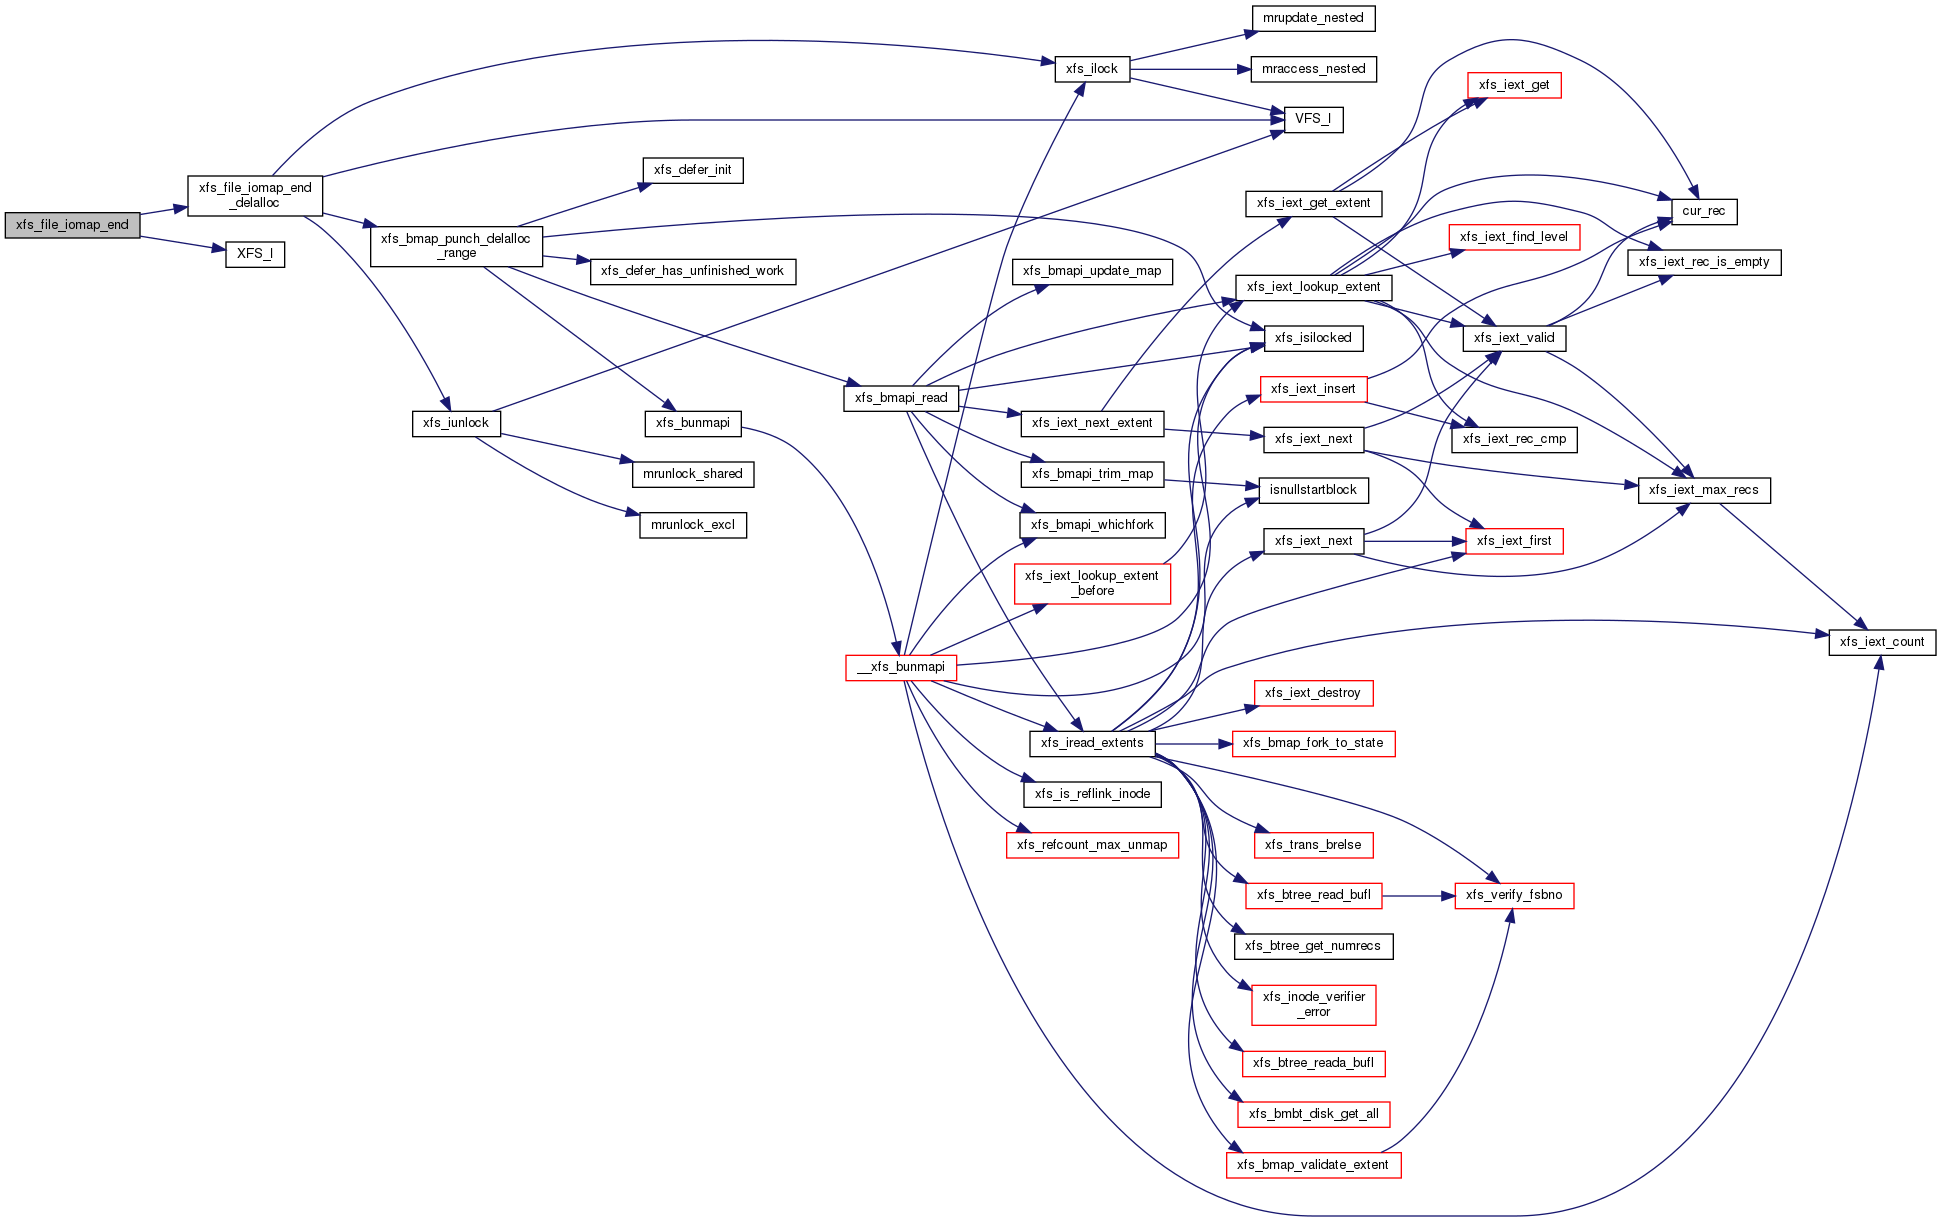 xfs_file_iomap_end
xfs_file_iomap_end
_delalloc
XFS_I
xfs_bmap_punch_delalloc
_range
xfs_iunlock
xfs_defer_init
xfs_defer_has_unfinished_work
xfs_bunmapi
mrunlock_shared
mrunlock_excl
xfs_bmapi_read
__xfs_bunmapi
xfs_ilock
xfs_bmapi_update_map
xfs_iext_next_extent
xfs_bmapi_trim_map
xfs_bmapi_whichfork
xfs_iext_lookup_extent
_before
xfs_iread_extents
xfs_is_reflink_inode
xfs_refcount_max_unmap
mrupdate_nested
mraccess_nested
VFS_I
xfs_iext_get_extent
xfs_iext_lookup_extent
xfs_isilocked
xfs_iext_insert
xfs_iext_next
isnullstartblock
xfs_iext_next
xfs_iext_destroy
xfs_bmap_fork_to_state
xfs_trans_brelse
xfs_btree_read_bufl
xfs_btree_get_numrecs
xfs_inode_verifier
_error
xfs_btree_reada_bufl
xfs_bmbt_disk_get_all
xfs_bmap_validate_extent
xfs_iext_get
xfs_iext_find_level
xfs_iext_valid
xfs_iext_rec_cmp
xfs_iext_first
xfs_verify_fsbno
cur_rec
xfs_iext_rec_is_empty
xfs_iext_max_recs
xfs_iext_count